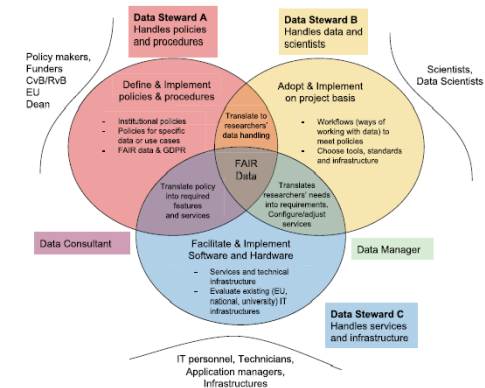 Data Steward A
Handles policies
and procedures
Data Steward B
Handles data and
scientists
Policy makers,
Funders
CvB/RvB
EU
Dean
Scientists,
Data Scientists
Define & Implement
policies & procedures
- Institutional policies
- Policies for specific
data or use cases
- FAIR data & GDPR
Adopt & Implement
on project basis
- Workflows (ways of
working with data) to
meet policies
- Choose tools, standards
and infrastructure
Translate to
researchers'
data handling
FAIR
Data
Translate policy
into required
features
and services
Translates
researchers' needs
into requirements.
Configure/adjust
services
Data Consultant
Data Manager
Facilitate & Implement
Software and Hardware
- Services and technical
infrastructure
- Evaluate existing (EU,
national, university) IT
infrastructures
Data Steward C
Handles services
and infrastructure
IT personnel, Technicians,
Application managers,
Infrastructures